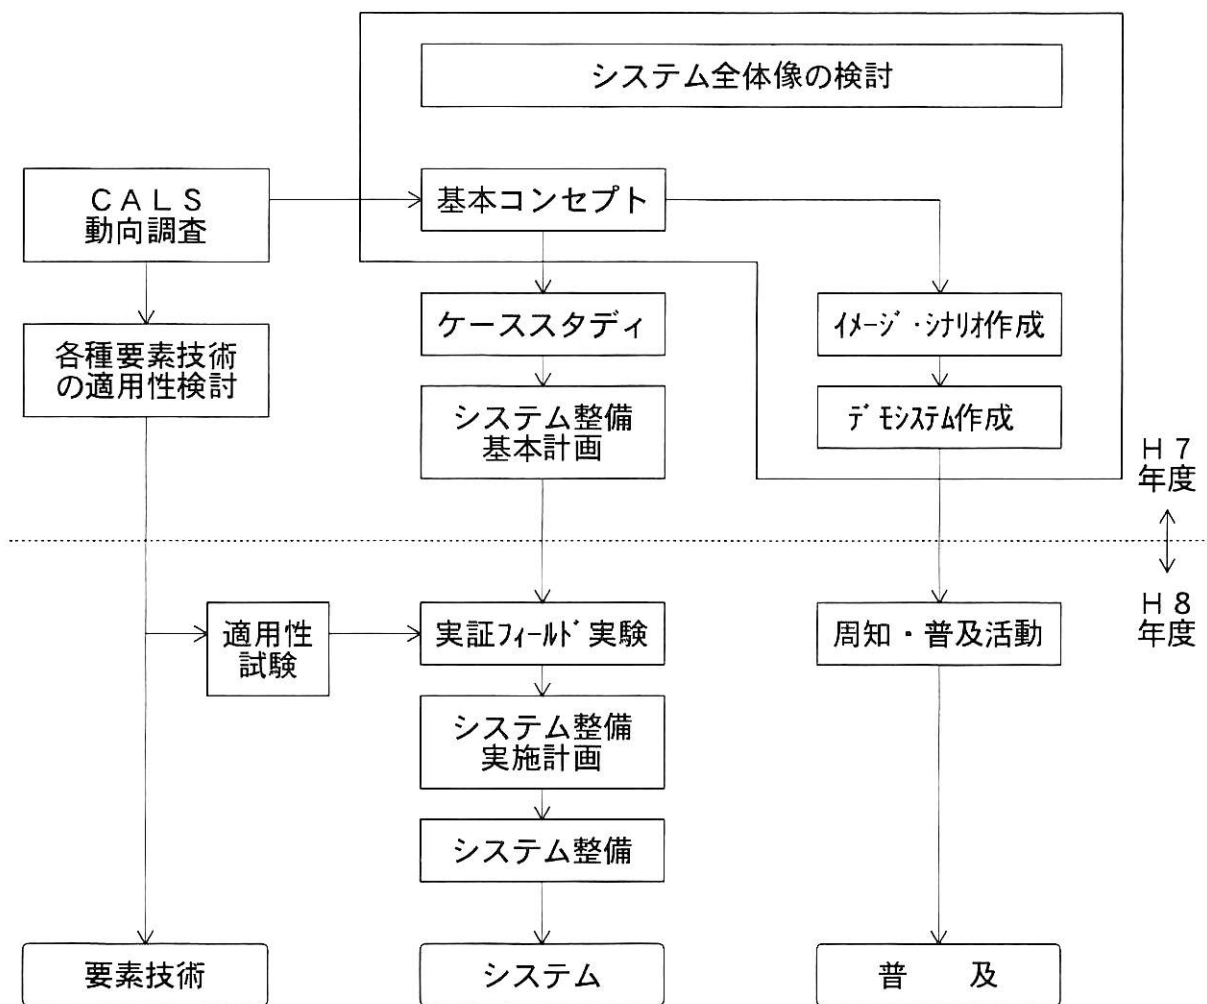 システム全体像の検討
ＣＡＬＳ
動向調査
基本コンセプト
各種要素技術
の適用性検討
ケーススタディ
ｲﾒｰｼﾞ・ｼﾅﾘｵ作成
システム整備
基本計画
ﾃﾞﾓｼｽﾃﾑ作成
Ｈ７
年度
Ｈ８
年度
適用性
試験
実証ﾌｨｰﾙﾄﾞ実験
周知・普及活動
システム整備
実施計画
システム整備
要素技術
システム
普　　及